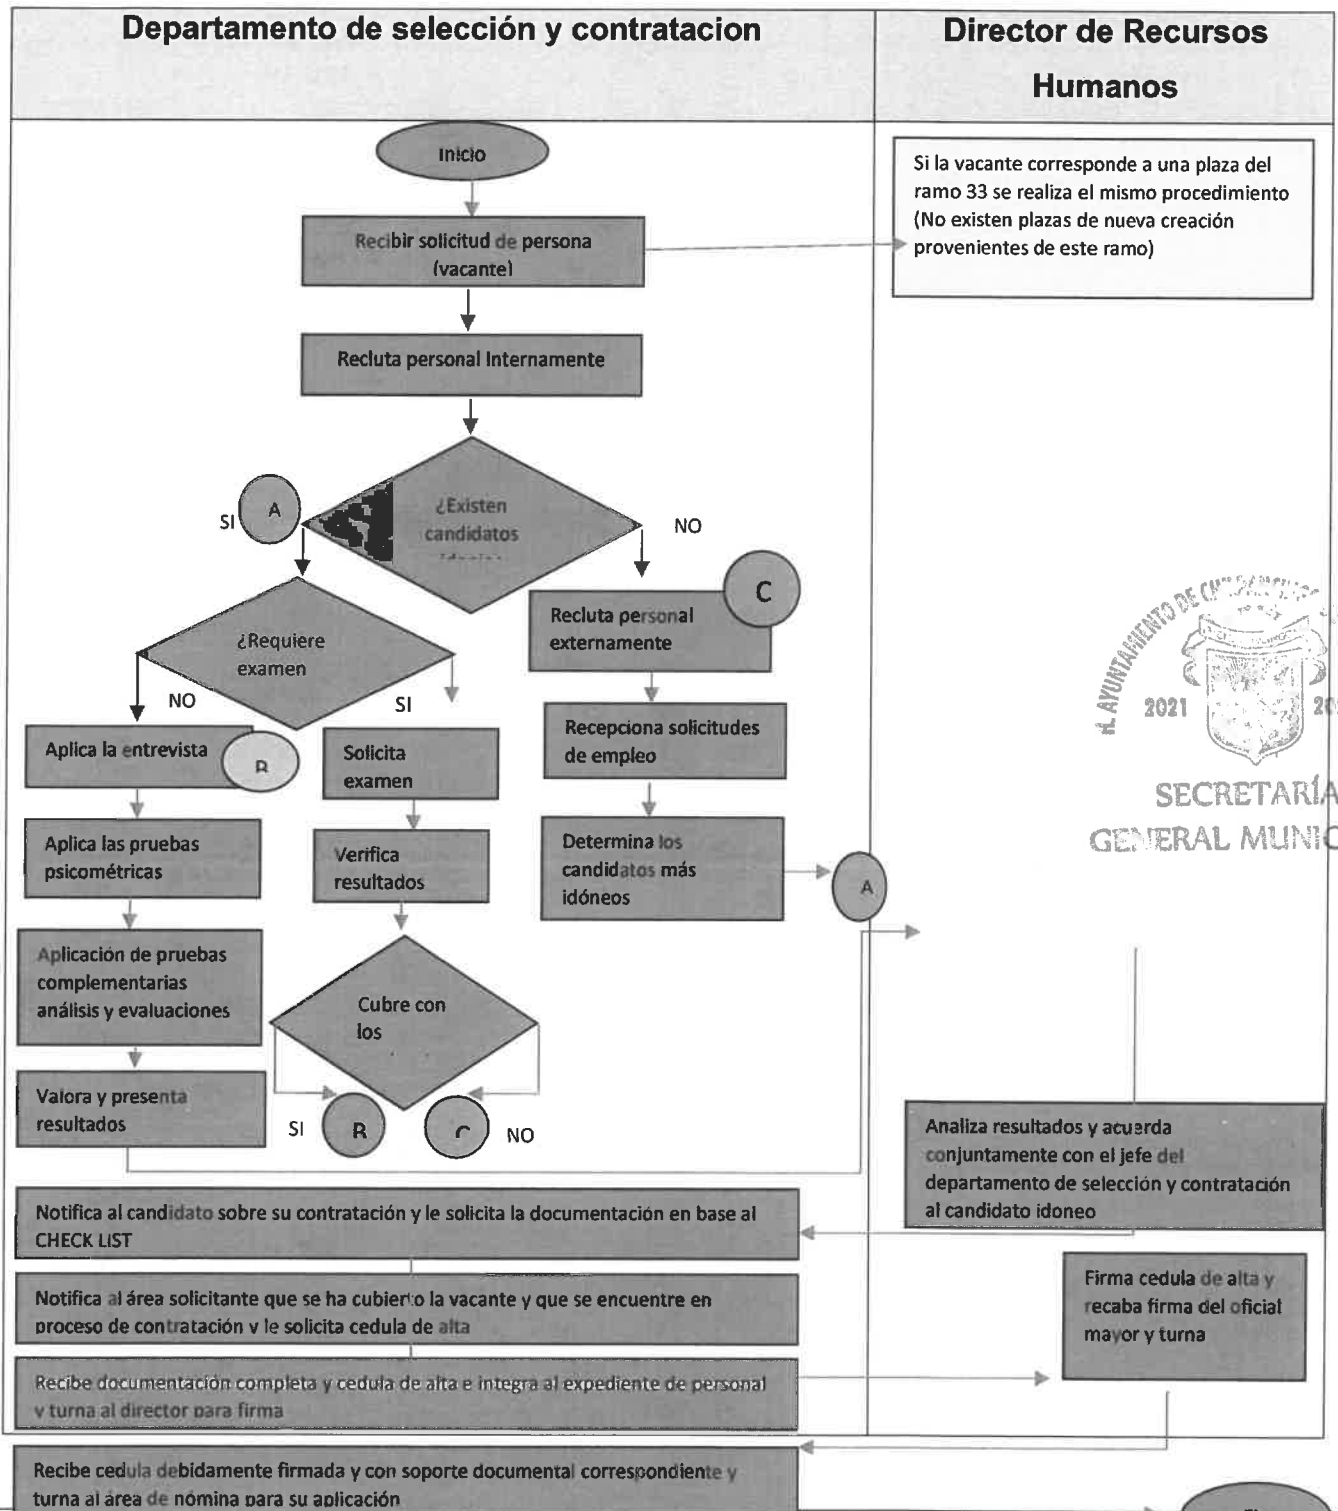 Departamento de selección y contratacion
Director de Recursos
Humanos
Inicio
Recibir solicitud de persona
(vacante)
Si la vacante corresponde a una plaza del
ramo 33 se realiza el mismo procedimiento
(No existen plazas de nueva creación
provenientes de este ramo)
Recluta personal Internamente
¿Existen
candidatos
SI
A
NO
C
¿Requiere
examen
NO
SI
Recluta personal
externamente
Recepciona solicitudes
de empleo
Determina los
candidatos más
idóneos
A
Aplica la entrevista
B
Solicita
examen
Aplica las pruebas
psicométricas
Verifica
resultados
Aplicación de pruebas
complementarias
análisis y evaluaciones
Cubre con
los
Valora y presenta
resultados
SI
B
C
NO
H. AYUNTAMIENTO DE
2021
SECRETARÍA
GENERAL
Analiza resultados y acuerda
conjuntamente con el jefe del
departamento de selección y contratación
al candidato idoneo
Notifica al candidato sobre su contratación y le solicita la documentación en base al
CHECK LIST
Notifica al área solicitante que se ha cubierto la vacante y que se encuentre en
proceso de contratación y le solicita cedula de alta
Firma cedula de alta y
recaba firma del oficial
mayor y turna
Recibe documentación completa y cedula de alta e integra al expediente de personal
y turna al director para firma
Recibe cedula debidamente firmada y con soporte documental correspondiente y
turna al área de nómina para su aplicación